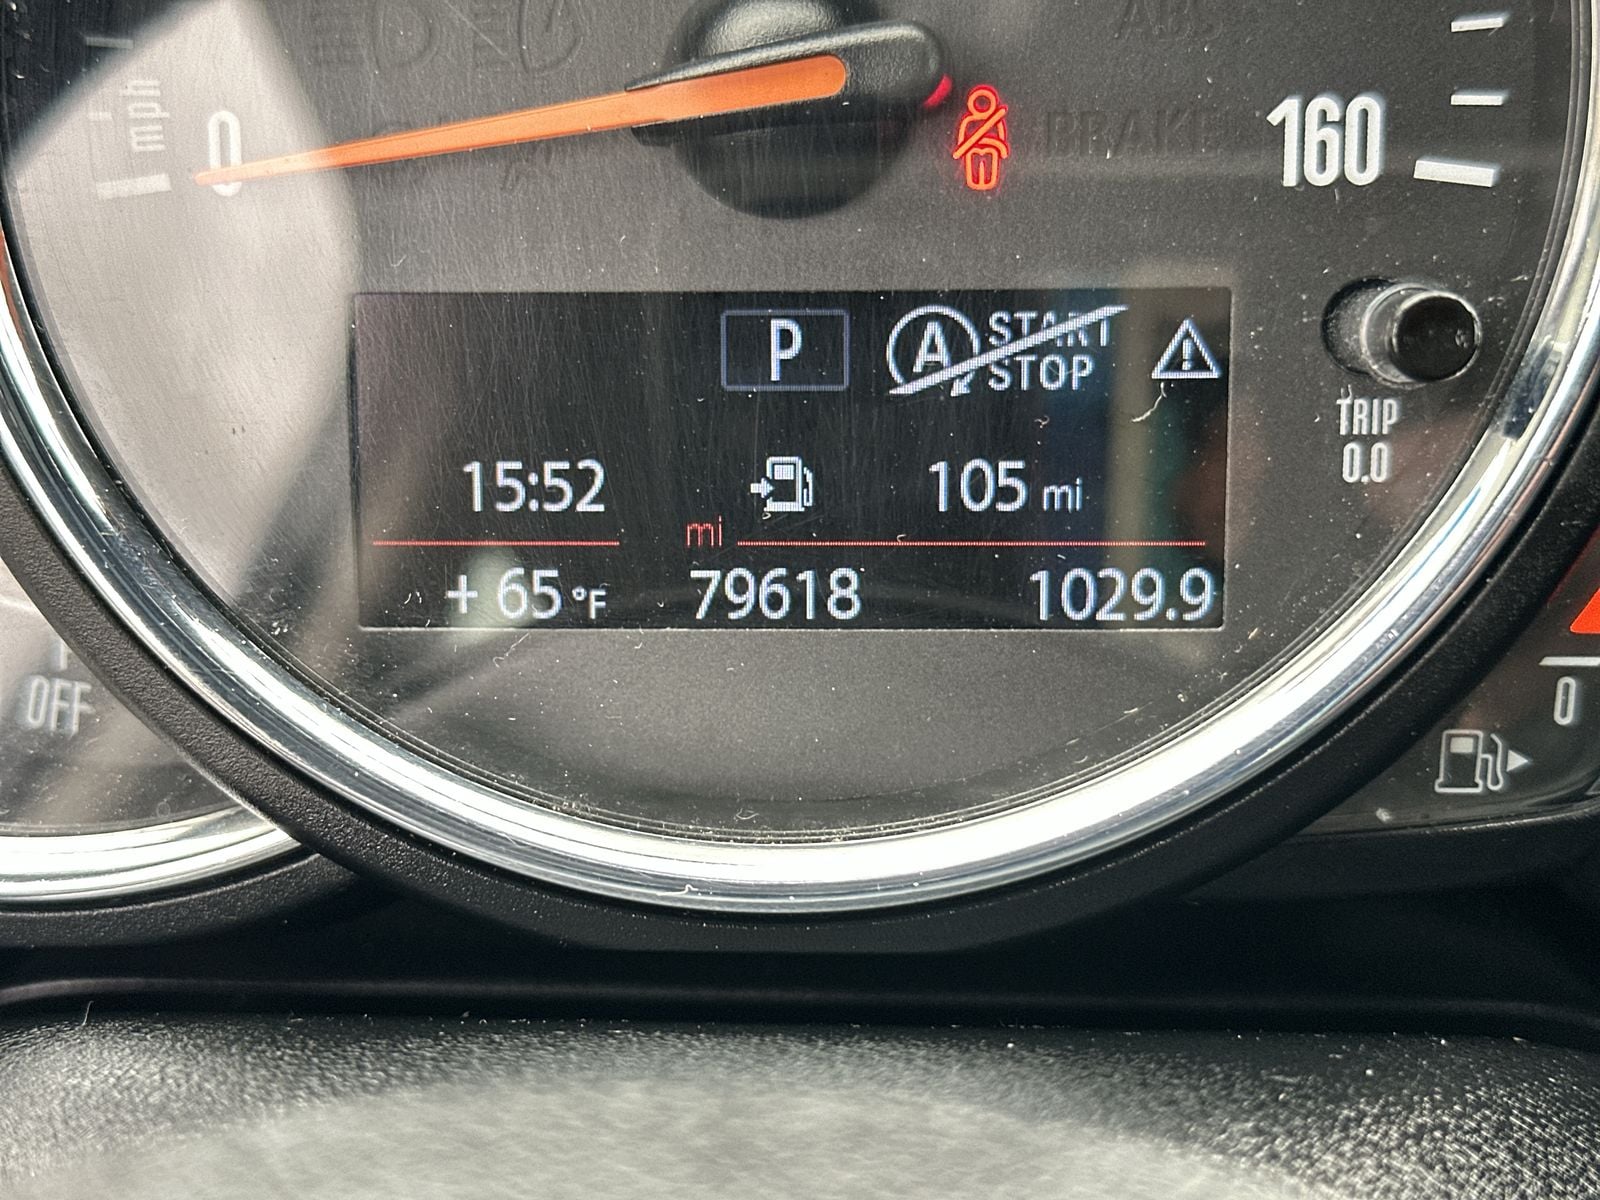 ABS
mph
0
BRAKE
160
P
A
START
STOP
TRIP
0.0
15:52
105 mi
mi
+ 65 °F
79618
1029.9
OFF
0